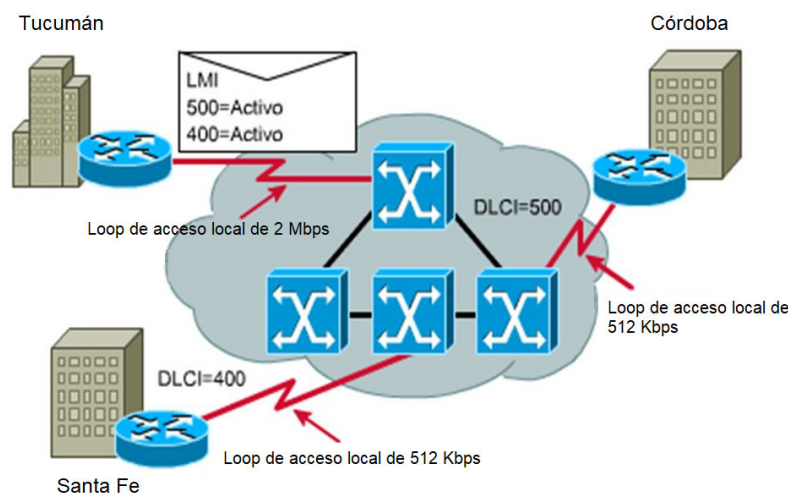 Tucumán
Córdoba
LMI
500=Activo
400=Activo
Loop de acceso local de 2 Mbps
DLCI=500
Loop de acceso local de
512 Kbps
DLCI=400
Loop de acceso local de 512 Kbps
Santa Fe